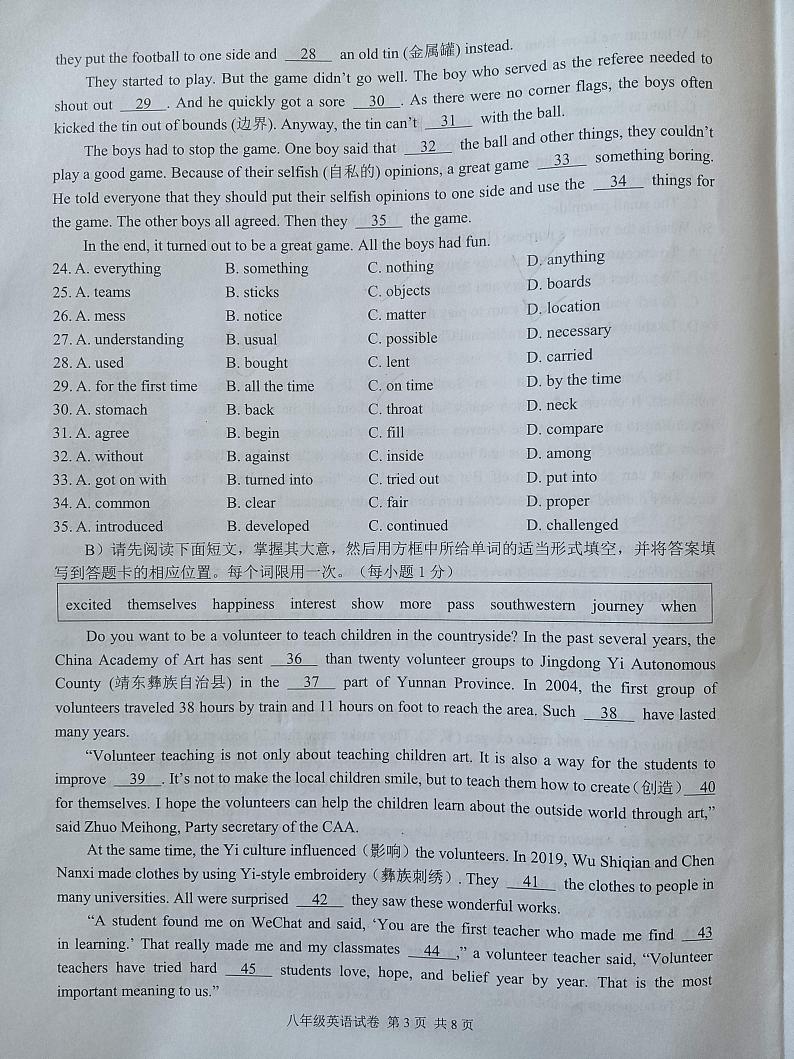 they put the football to one side and 28 an old tin (金属罐) instead.
They started to play. But the game didn't go well. The boy who served as the referee needed to
shout out 29 . And he quickly got a sore 30 . As there were no corner flags, the boys often
kicked the tin out of bounds (边界). Anyway, the tin can't 31 with the ball.
The boys had to stop the game. One boy said that 32 the ball and other things, they couldn't
play a good game. Because of their selfish (自私的) opinions, a great game 33 something boring.
He told everyone that they should put their selfish opinions to one side and use the 34 things for
the game. The other boys all agreed. Then they 35 the game.
In the end, it turned out to be a great game. All the boys had fun.
24. A. everything B. something C. nothing D. anything
25. A. teams B. sticks C. objects D. boards
26. A. mess B. notice C. matter D. location
27. A. understanding B. usual C. possible D. necessary
28. A. used B. bought C. lent D. carried
29. A. for the first time B. all the time C. on time D. by the time
30. A. stomach B. back C. throat D. neck
31. A. agree B. begin C. fill D. compare
32. A. without B. against C. inside D. among
33. A. got on with B. turned into C. tried out D. put into
34. A. common B. clear C. fair D. proper
35. A. introduced B. developed C. continued D. challenged
B）请先阅读下面短文，掌握其大意，然后用方框中所给单词的适当形式填空，并将答案填
写到答题卡的相应位置。每个词限用一次。（每小题 1 分）
excited themselves happiness interest show more pass southwestern journey when
Do you want to be a volunteer to teach children in the countryside? In the past several years, the
China Academy of Art has sent 36 than twenty volunteer groups to Jingdong Yi Autonomous
County (靖东彝族自治县) in the 37 part of Yunnan Province. In 2004, the first group of
volunteers traveled 38 hours by train and 11 hours on foot to reach the area. Such 38 have lasted
many years.
"Volunteer teaching is not only about teaching children art. It is also a way for the students to
improve 39 . It's not to make the local children smile, but to teach them how to create（创造） 40
for themselves. I hope the volunteers can help the children learn about the outside world through art,"
said Zhuo Meihong, Party secretary of the CAA.
At the same time, the Yi culture influenced（影响）the volunteers. In 2019, Wu Shiqian and Chen
Nanxi made clothes by using Yi-style embroidery（彝族刺绣）. They 41 the clothes to people in
many universities. All were surprised 42 they saw these wonderful works.
"A student found me on WeChat and said, 'You are the first teacher who made me find 43
in learning.' That really made me and my classmates 44 ," a volunteer teacher said, "Volunteer
teachers have tried hard 45 students love, hope, and belief year by year. That is the most
important meaning to us."
八年级英语试卷 第 3 页 共 8 页